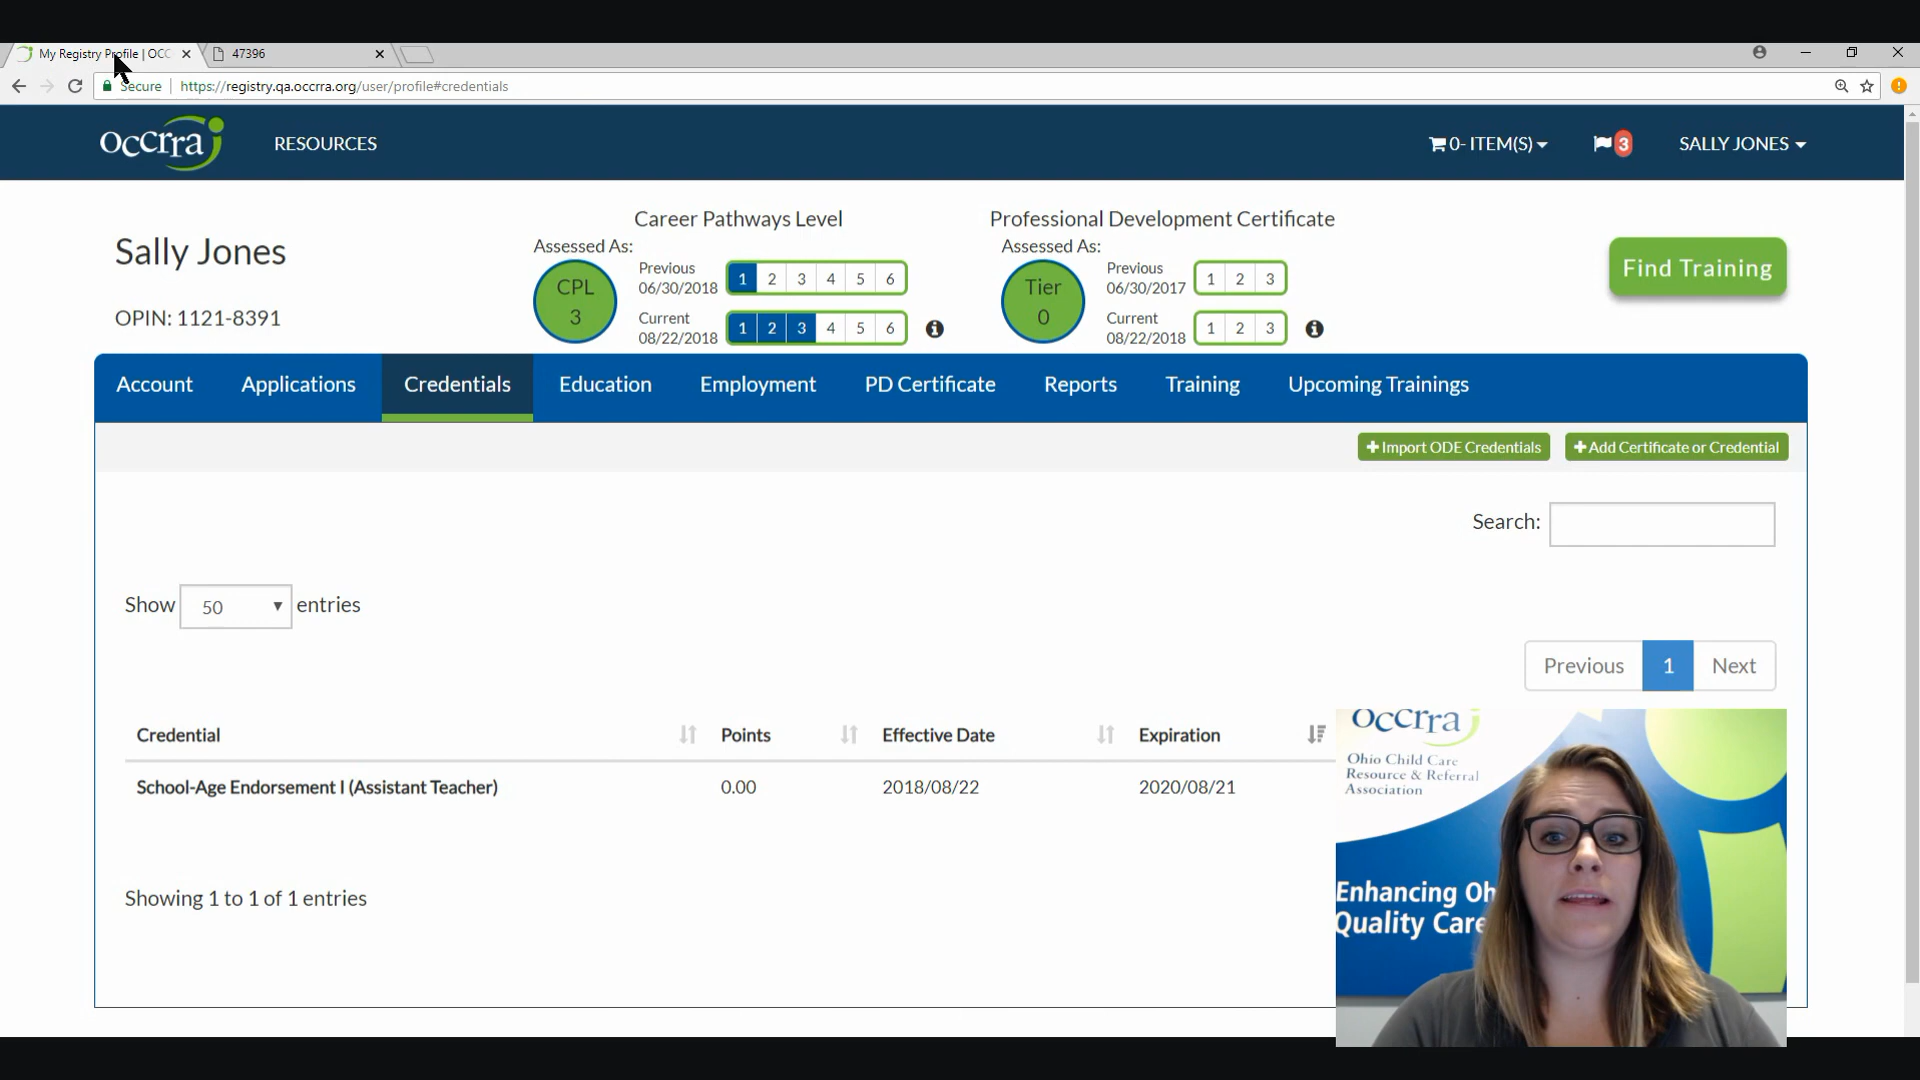 My Registry Profile | OCC
47396
Secure
https://registry.qa.occrra.org/user/profile#credentials
occrra
RESOURCES
0- ITEM(S)
3
SALLY JONES
Sally Jones
OPIN: 1121-8391
Career Pathways Level
Assessed As:
CPL
3
Previous
06/30/2018
1 2 3 4 5 6
Current
08/22/2018
1 2 3 4 5 6
Professional Development Certificate
Assessed As:
Tier
0
Previous
06/30/2017
1 2 3
Current
08/22/2018
1 2 3
Find Training
Account Applications Credentials Education Employment PD Certificate Reports Training Upcoming Trainings
Import ODE Credentials
Add Certificate or Credential
Search:
Show 50 entries
Previous 1 Next
Credential Points Effective Date Expiration
School-Age Endorsement I (Assistant Teacher) 0.00 2018/08/22 2020/08/21
Showing 1 to 1 of 1 entries
occrra
Ohio Child Care
Resource & Referral
Association
Enhancing Oh
Quality Care